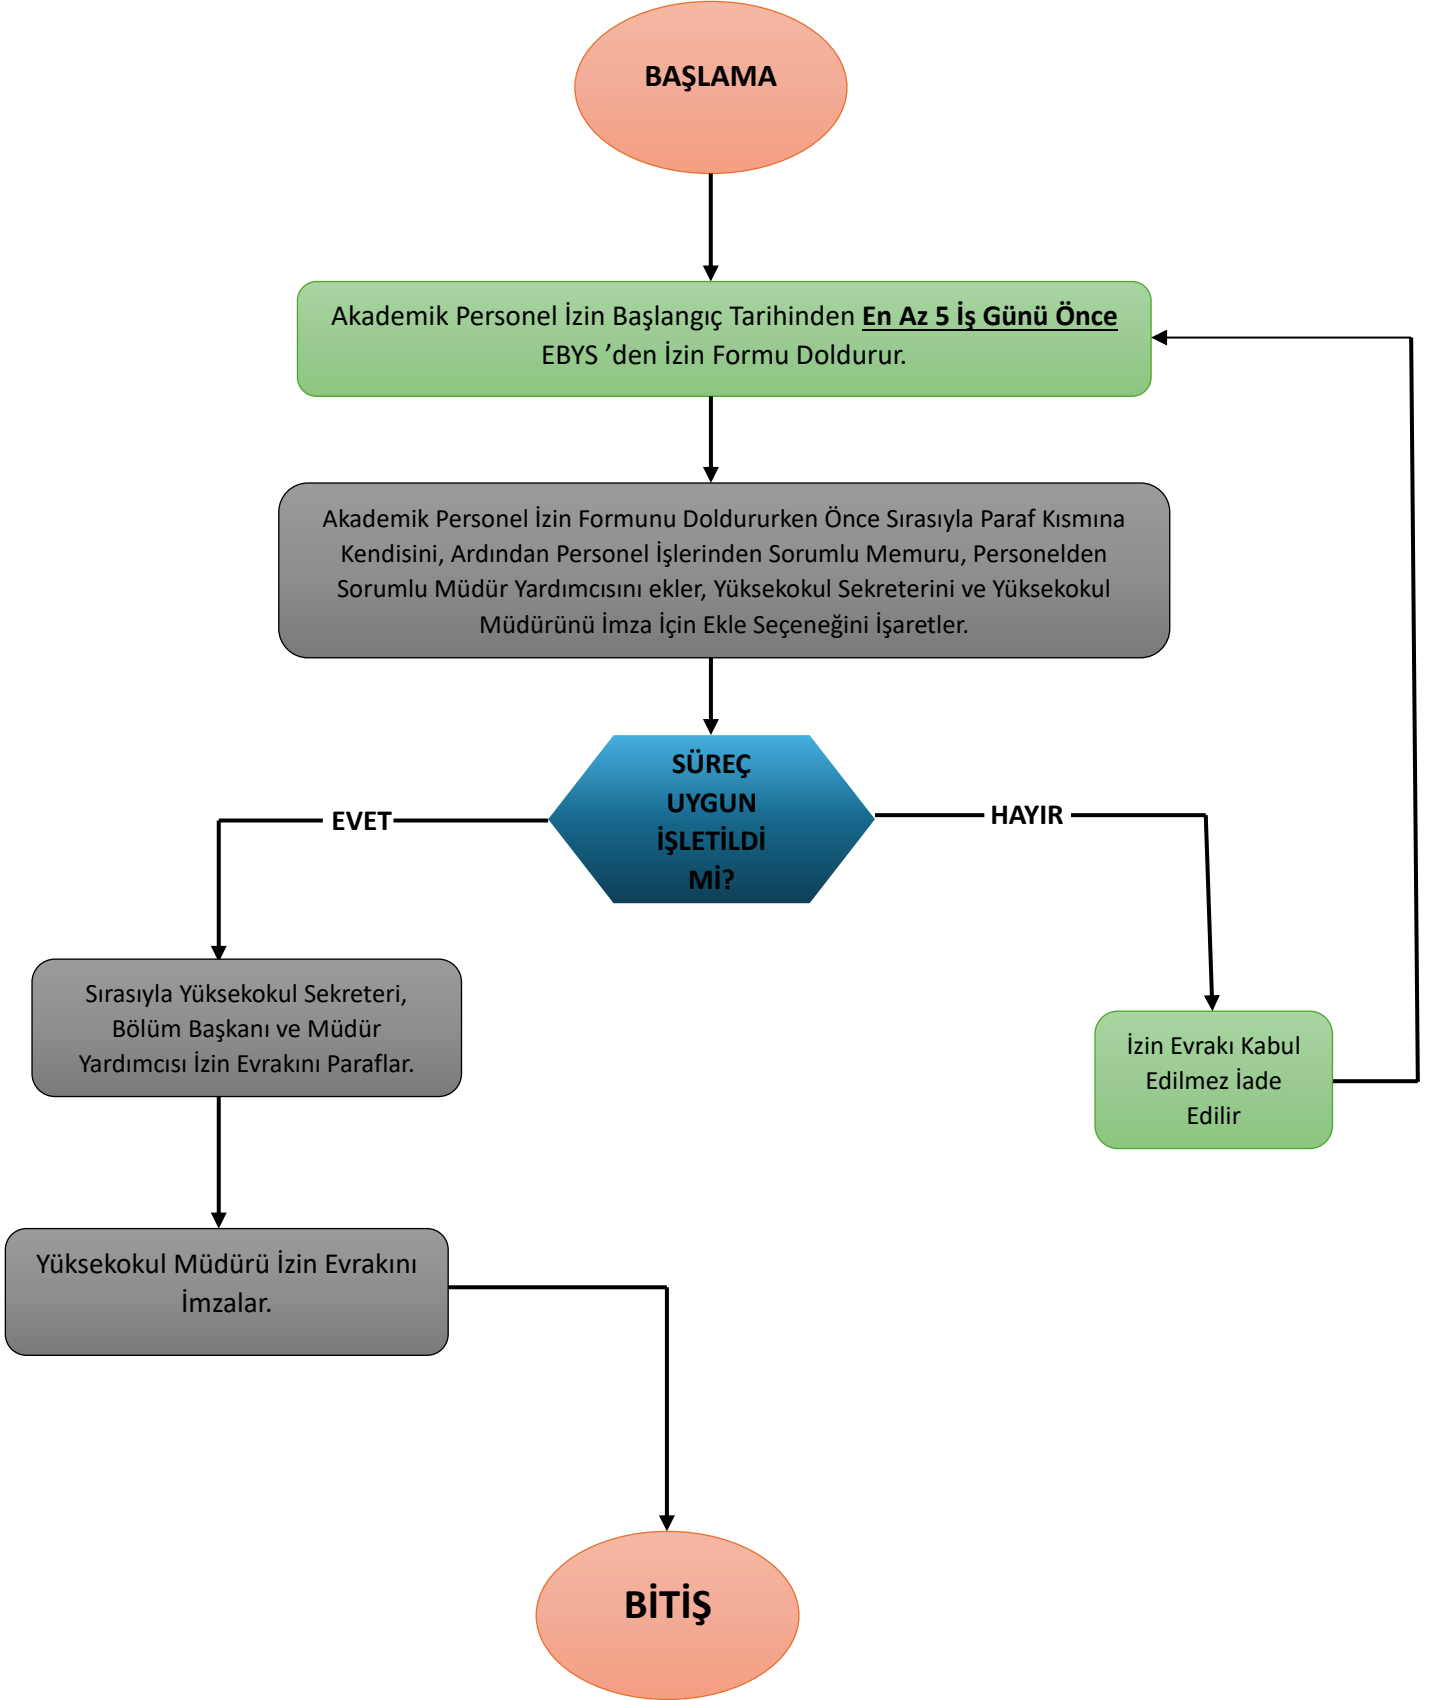 BAŞLAMA
Akademik Personel İzin Başlangıç Tarihinden En Az 5 İş Günü Önce
EBYS ’den İzin Formu Doldurur.
Akademik Personel İzin Formunu Doldururken Önce Sırasıyla Paraf Kısmına
Kendisini, Ardından Personel İşlerinden Sorumlu Memuru, Personelden
Sorumlu Müdür Yardımcısını ekler, Yüksekokul Sekreterini ve Yüksekokul
Müdürünü İmza İçin Ekle Seçeneğini İşaretler.
SÜREÇ
UYGUN
İŞLETİLDİ
Mİ?
EVET
HAYIR
Sırasıyla Yüksekokul Sekreteri,
Bölüm Başkanı ve Müdür
Yardımcısı İzin Evrakını Paraflar.
İzin Evrakı Kabul
Edilmez İade
Edilir
Yüksekokul Müdürü İzin Evrakını
İmzalar.
BİTİŞ